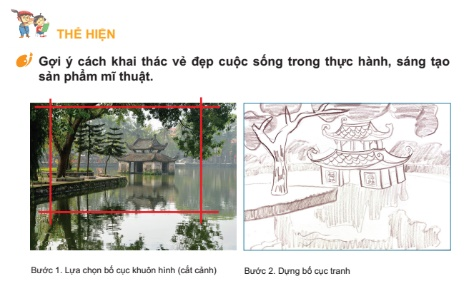 THỂ HIỆN
Gợi ý cách khai thác vẻ đẹp cuộc sống trong thực hành, sáng tạo
sản phẩm mĩ thuật.
Bước 1. Lựa chọn bố cục khuôn hình (cắt cảnh)
Bước 2. Dựng bố cục tranh